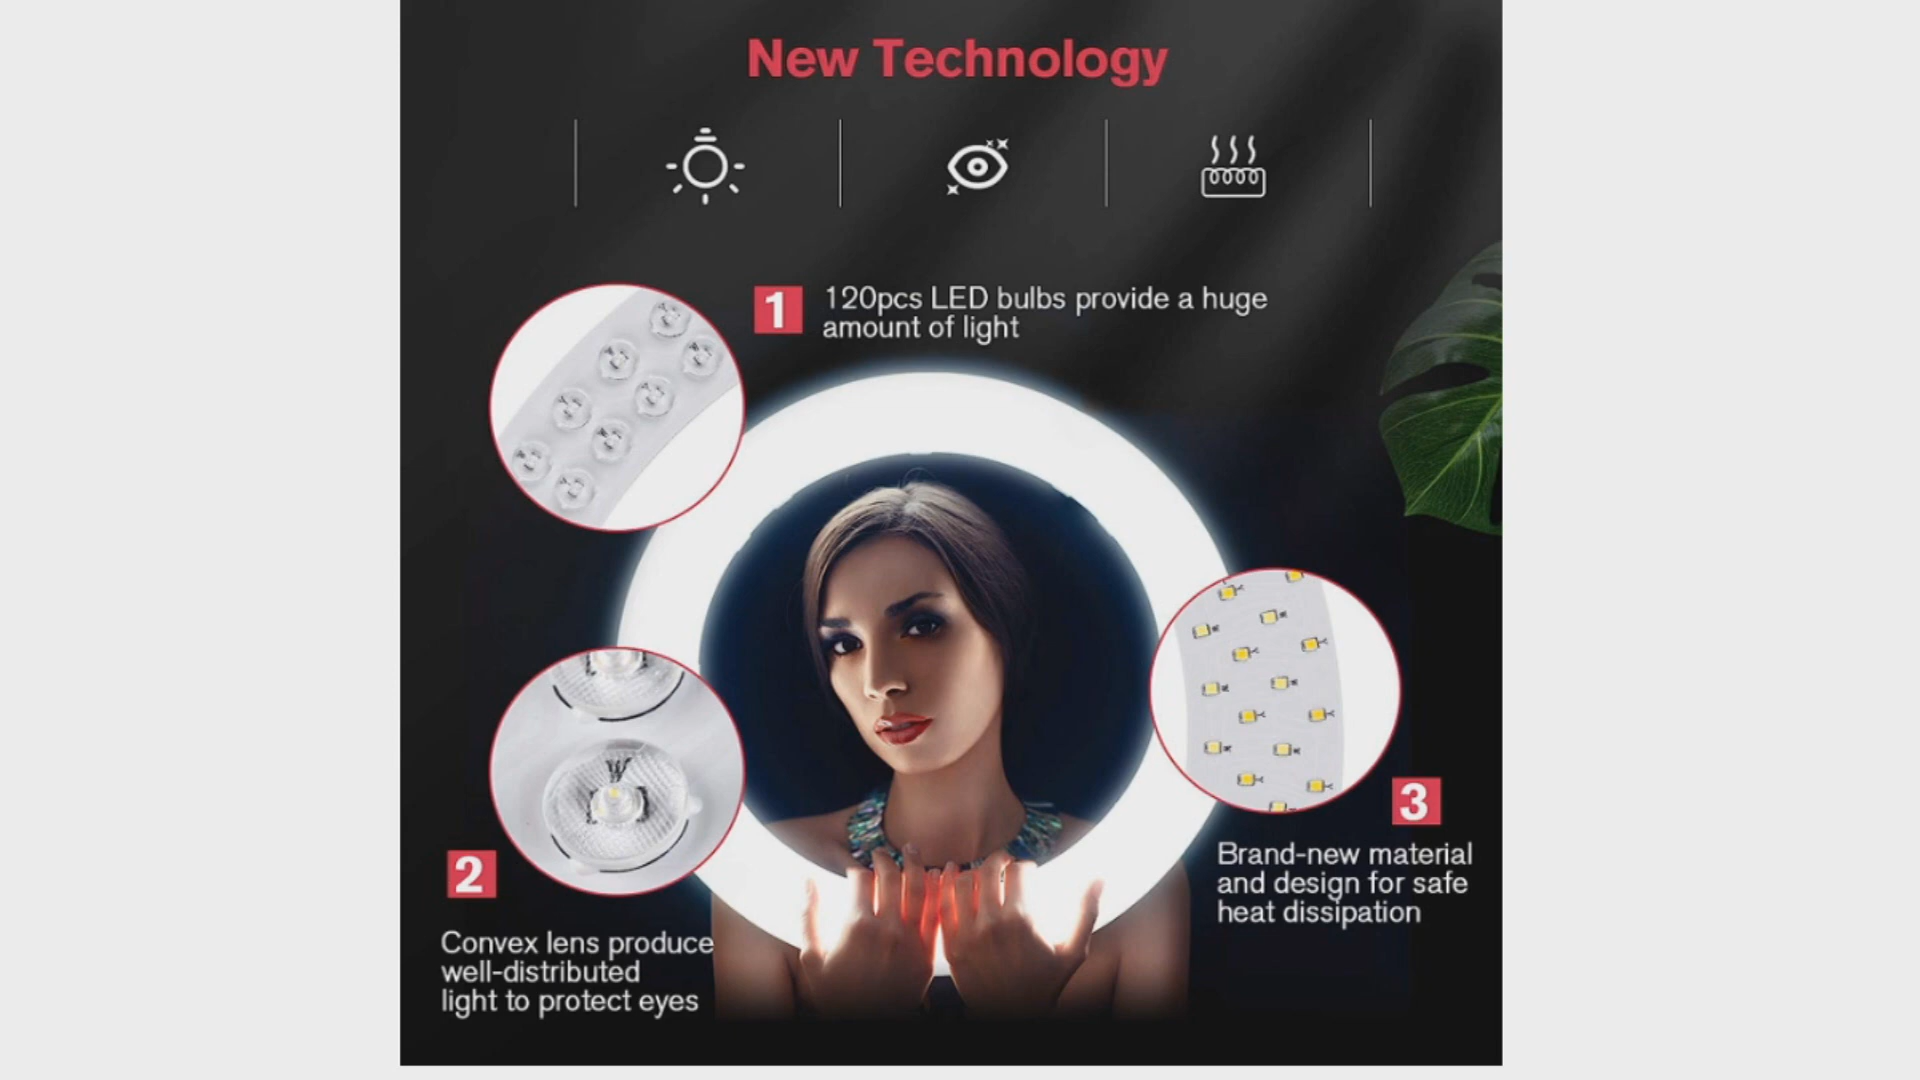 New Technology
1
120pcs LED bulbs provide a huge
amount of light
2
Convex lens produce
well-distributed
light to protect eyes
3
Brand-new material
and design for safe
heat dissipation